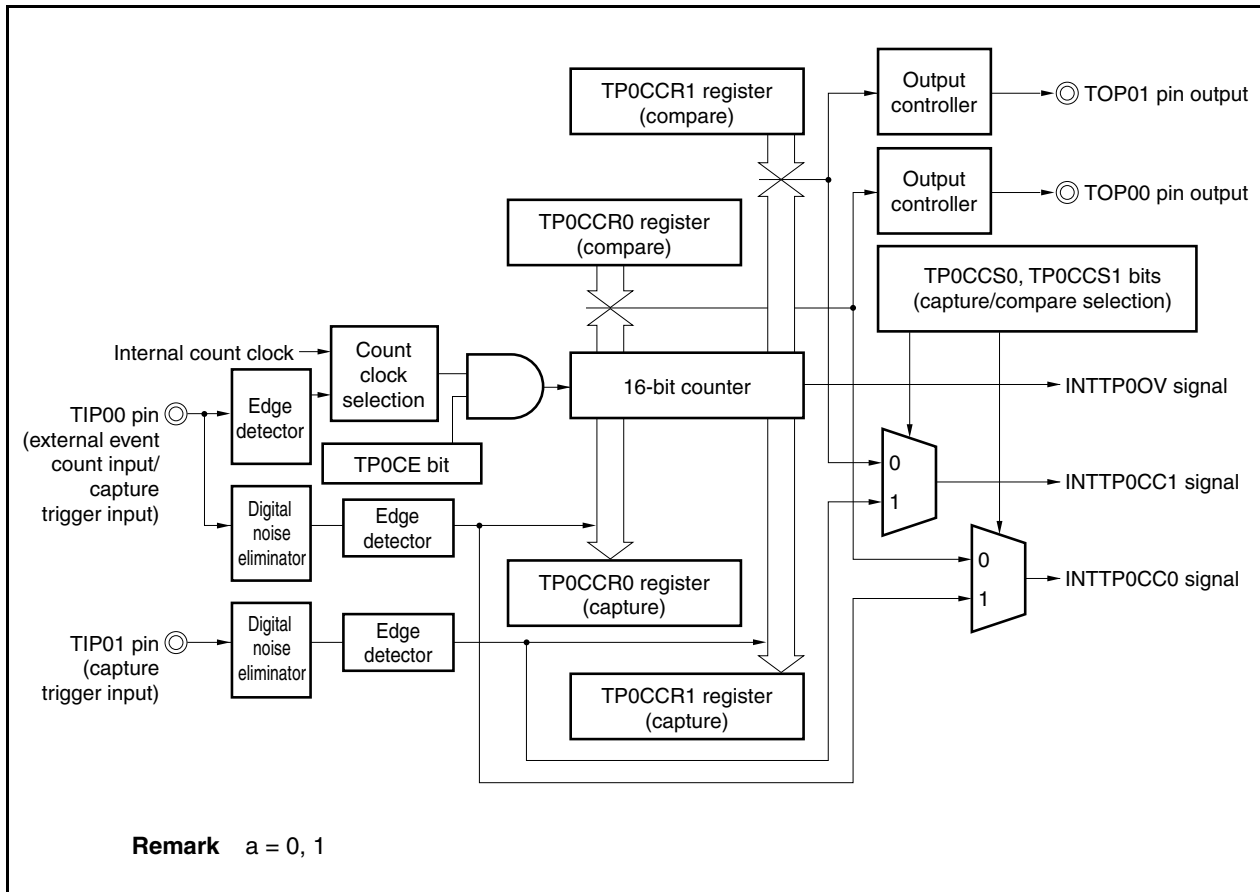 TP0CCR1 register
(compare)
Output
controller
TOP01 pin output
Output
controller
TOP00 pin output
TP0CCR0 register
(compare)
TP0CCS0, TP0CCS1 bits
(capture/compare selection)
Internal count clock
Count
clock
selection
16-bit counter
INTTP0OV signal
TIP00 pin
(external event
count input/
capture
trigger input)
Edge
detector
TP0CE bit
0
1
INTTP0CC1 signal
Digital
noise
eliminator
Edge
detector
TP0CCR0 register
(capture)
0
1
INTTP0CC0 signal
TIP01 pin
(capture
trigger input)
Digital
noise
eliminator
Edge
detector
TP0CCR1 register
(capture)
Remark a = 0, 1